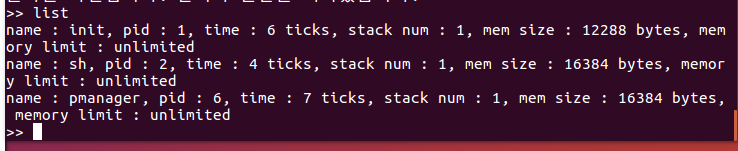 >> list
name : init, pid : 1, time : 6 ticks, stack num : 1, mem size : 12288 bytes, mem
ory limit : unlimited
name : sh, pid : 2, time : 4 ticks, stack num : 1, mem size : 16384 bytes, memor
y limit : unlimited
name : pmanager, pid : 6, time : 7 ticks, stack num : 1, mem size : 16384 bytes,
 memory limit : unlimited
>>